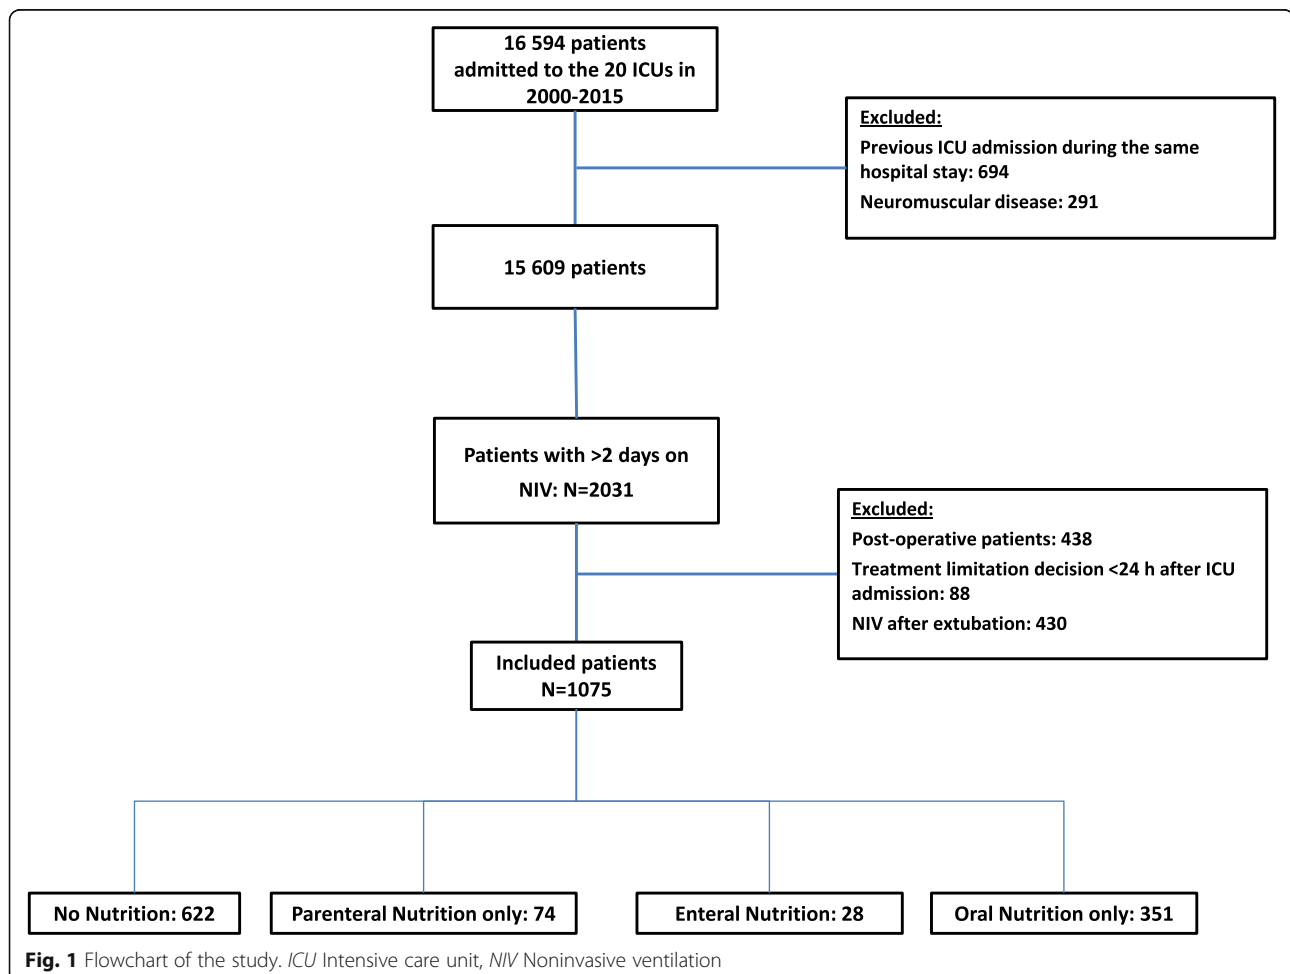 16 594 patients
admitted to the 20 ICUs in
2000-2015
Excluded:
Previous ICU admission during the same
hospital stay: 694
Neuromuscular disease: 291
15 609 patients
Patients with >2 days on
NIV: N=2031
Excluded:
Post-operative patients: 438
Treatment limitation decision <24 h after ICU
admission: 88
NIV after extubation: 430
Included patients
N=1075
No Nutrition: 622
Parenteral Nutrition only: 74
Enteral Nutrition: 28
Oral Nutrition only: 351
Fig. 1 Flowchart of the study. ICU Intensive care unit, NIV Noninvasive ventilation